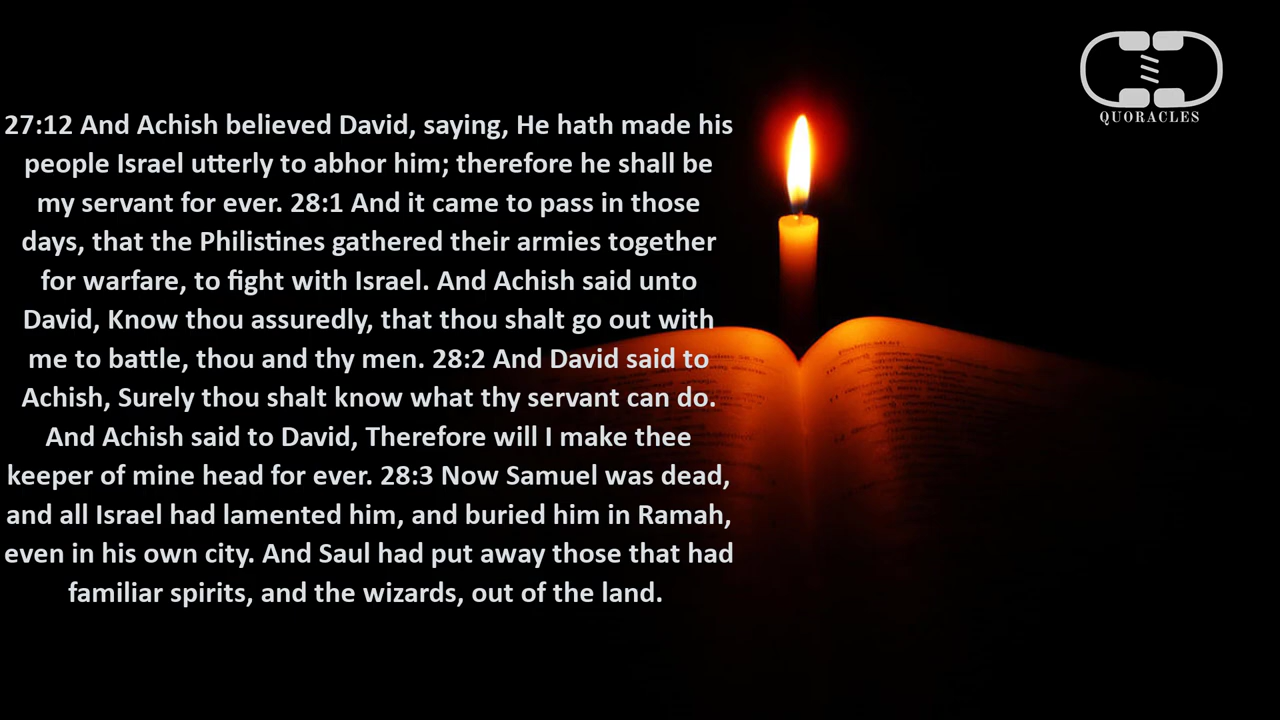 QUORACLES
27:12 And Achish believed David, saying, He hath made his
people Israel utterly to abhor him; therefore he shall be
my servant for ever. 28:1 And it came to pass in those
days, that the Philistines gathered their armies together
for warfare, to fight with Israel. And Achish said unto
David, Know thou assuredly, that thou shalt go out with
me to battle, thou and thy men. 28:2 And David said to
Achish, Surely thou shalt know what thy servant can do.
And Achish said to David, Therefore will I make thee
keeper of mine head for ever. 28:3 Now Samuel was dead,
and all Israel had lamented him, and buried him in Ramah,
even in his own city. And Saul had put away those that had
familiar spirits, and the wizards, out of the land.